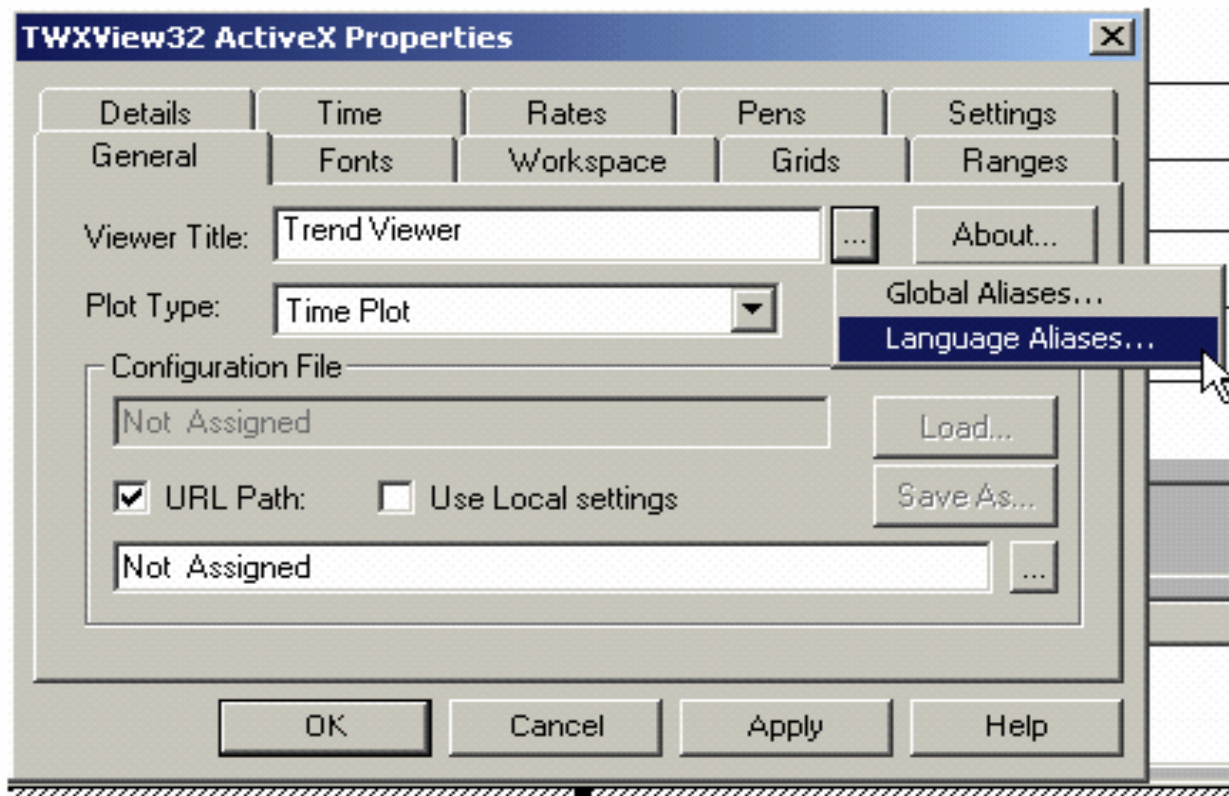 TWXView32 ActiveX Properties
Details Time Rates Pens Settings
General Fonts Workspace Grids Ranges
Viewer Title: Trend Viewer ... About...
Plot Type: Time Plot
Global Aliases...
Language Aliases...
Configuration File
Not Assigned Load...
URL Path: Use Local settings Save As...
Not Assigned ...
OK Cancel Apply Help